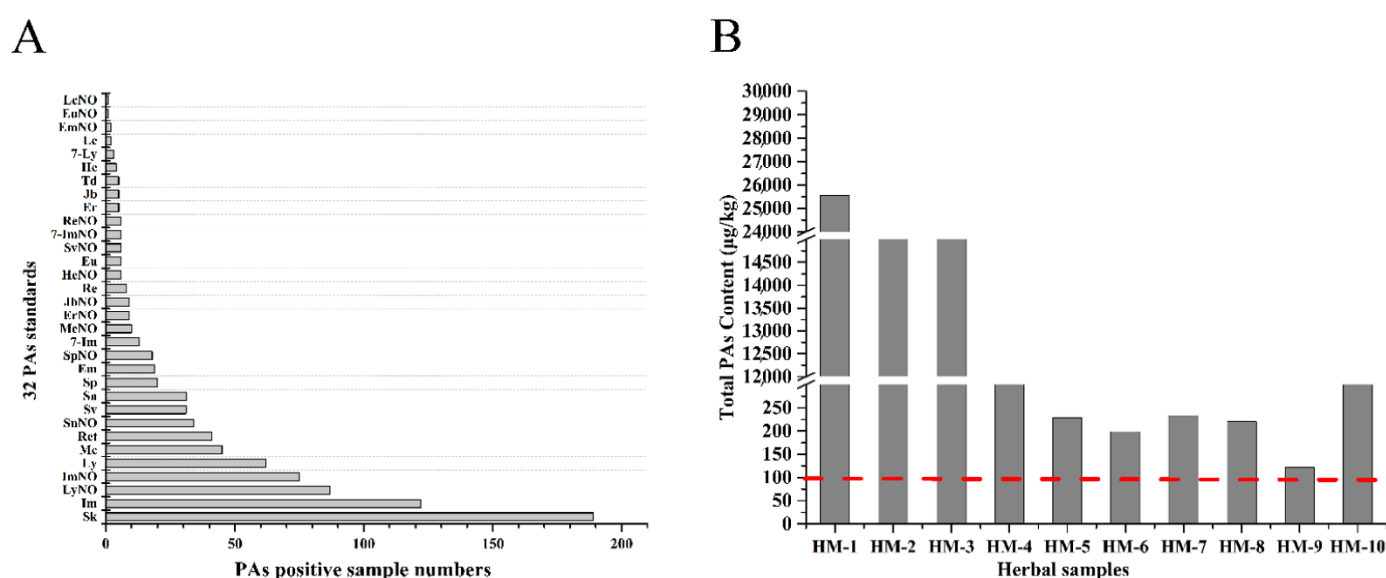 A
32 PAs standards
LcNO
EuNO
EmNO
Lc
7-Ly
He
Td
Jb
Er
ReNO
7-ImNO
SvNO
Eu
HeNO
Re
JbNO
ErNO
McNO
7-Im
SpNO
Em
Sp
Sn
Sv
SnNO
Ret
Mc
Ly
ImNO
LyNO
Im
Sk
0 50 100 150 200
PAs positive sample numbers
B
Total PAs Content (µg/kg)
30,000
29,000
28,000
27,000
26,000
25,000
24,000
14,500
14,000
13,500
13,000
12,500
12,000
250
200
150
100
50
0
HM-1 HM-2 HM-3 HM-4 HM-5 HM-6 HM-7 HM-8 HM-9 HM-10
Herbal samples